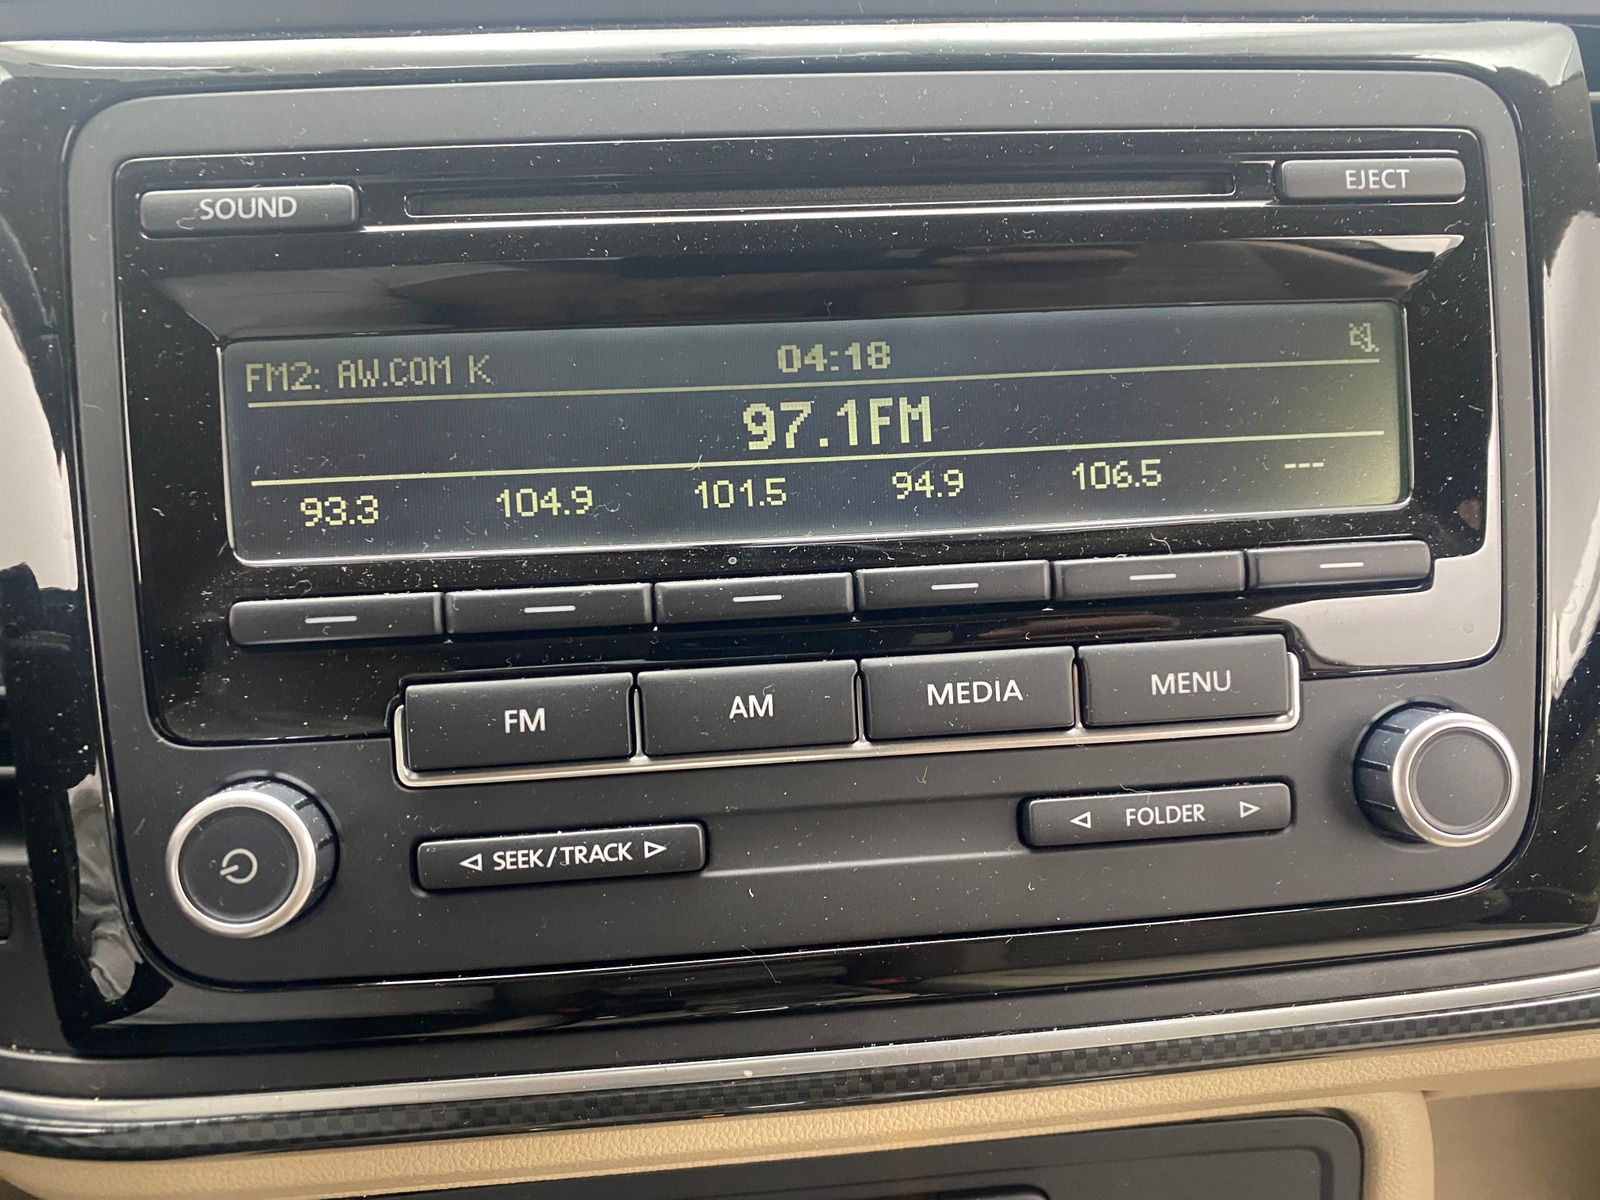 SOUND EJECT
FM2: AW.COM K 04:18
97.1FM
93.3 104.9 101.5 94.9 106.5 ---
FM AM MEDIA MENU
SEEK/TRACK FOLDER